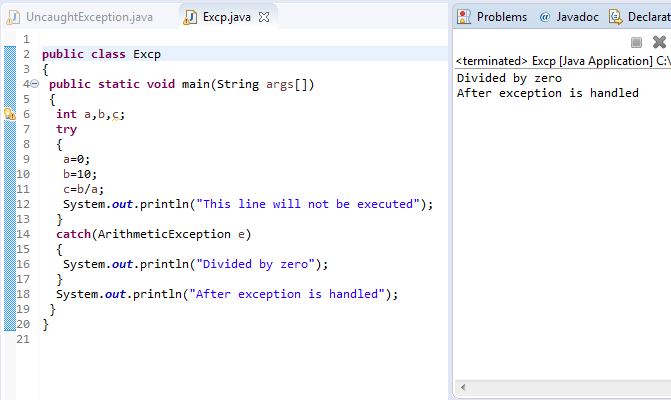 UncaughtException.java
Excp.java
1
2 public class Excp
3 {
4 public static void main(String args[])
5 {
6 int a,b,c;
7 try
8 {
9 a=0;
10 b=10;
11 c=b/a;
12 System.out.println("This line will not be executed");
13 }
14 catch(ArithmeticException e)
15 {
16 System.out.println("Divided by zero");
17 }
18 System.out.println("After exception is handled");
19 }
20 }
21
Problems @ Javadoc Declarat
<terminated> Excp [Java Application] C:\
Divided by zero
After exception is handled